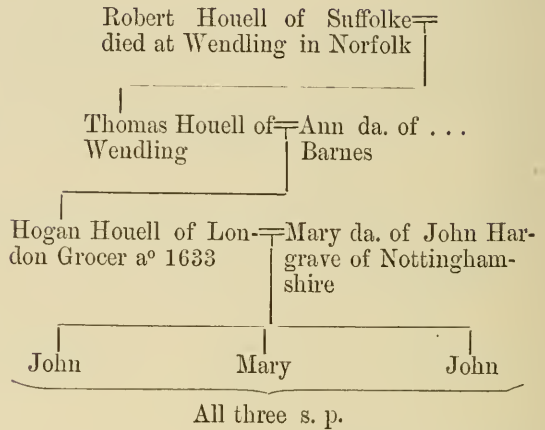 Robert Houell of Suffolke
died at Wendling in Norfolk
Thomas Houell of
Wendling
Ann da. of . . .
Barnes
Hogan Houell of Lon-
don Grocer aº 1633
Mary da. of John Har-
grave of Nottingham-
shire
John Mary John
All three s. p.